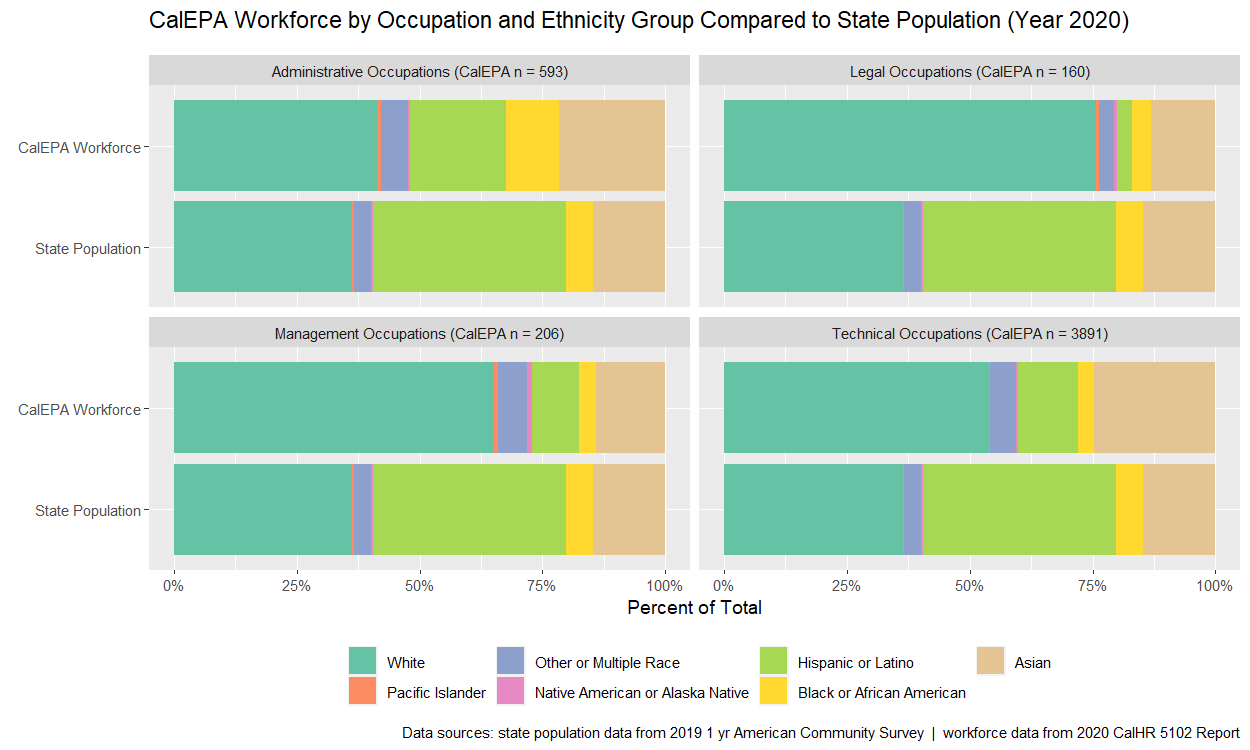 CalEPA Workforce by Occupation and Ethnicity Group Compared to State Population (Year 2020)
Administrative Occupations (CalEPA n = 593)
Legal Occupations (CalEPA n = 160)
CalEPA Workforce
State Population
Management Occupations (CalEPA n = 206)
Technical Occupations (CalEPA n = 3891)
CalEPA Workforce
State Population
0% 25% 50% 75% 100%
0% 25% 50% 75% 100%
Percent of Total
White
Other or Multiple Race
Hispanic or Latino
Asian
Pacific Islander
Native American or Alaska Native
Black or African American
Data sources: state population data from 2019 1 yr American Community Survey | workforce data from 2020 CalHR 5102 Report